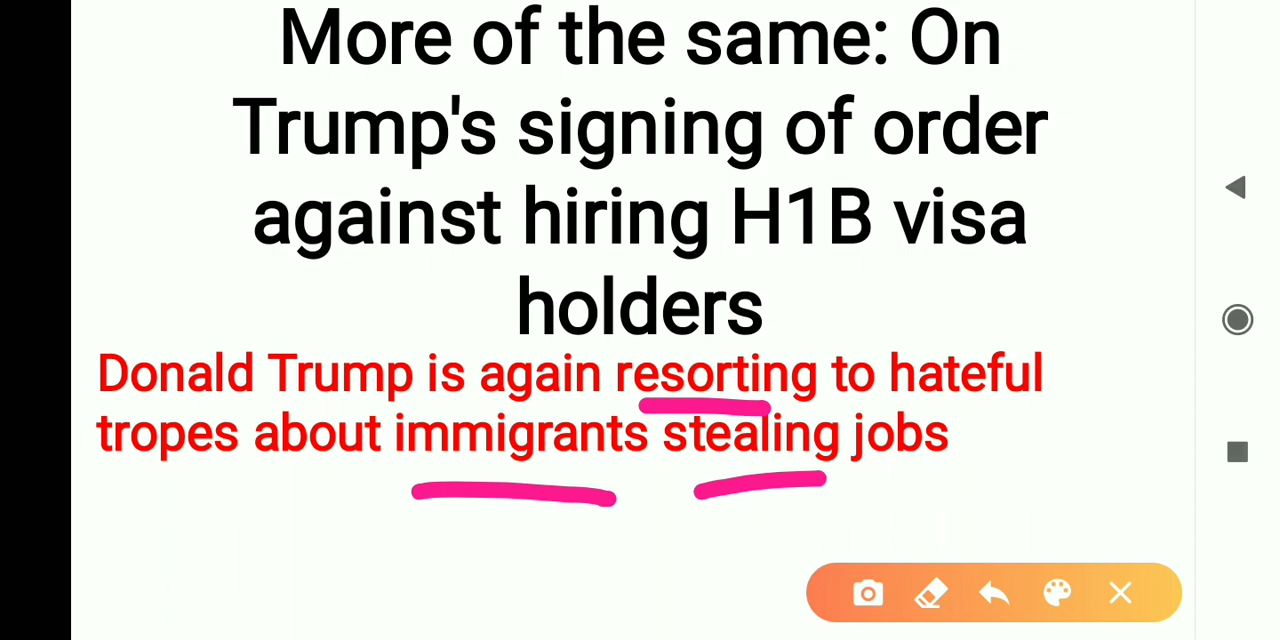 More of the same: On
Trump's signing of order
against hiring H1B visa
holders
Donald Trump is again resorting to hateful
tropes about immigrants stealing jobs